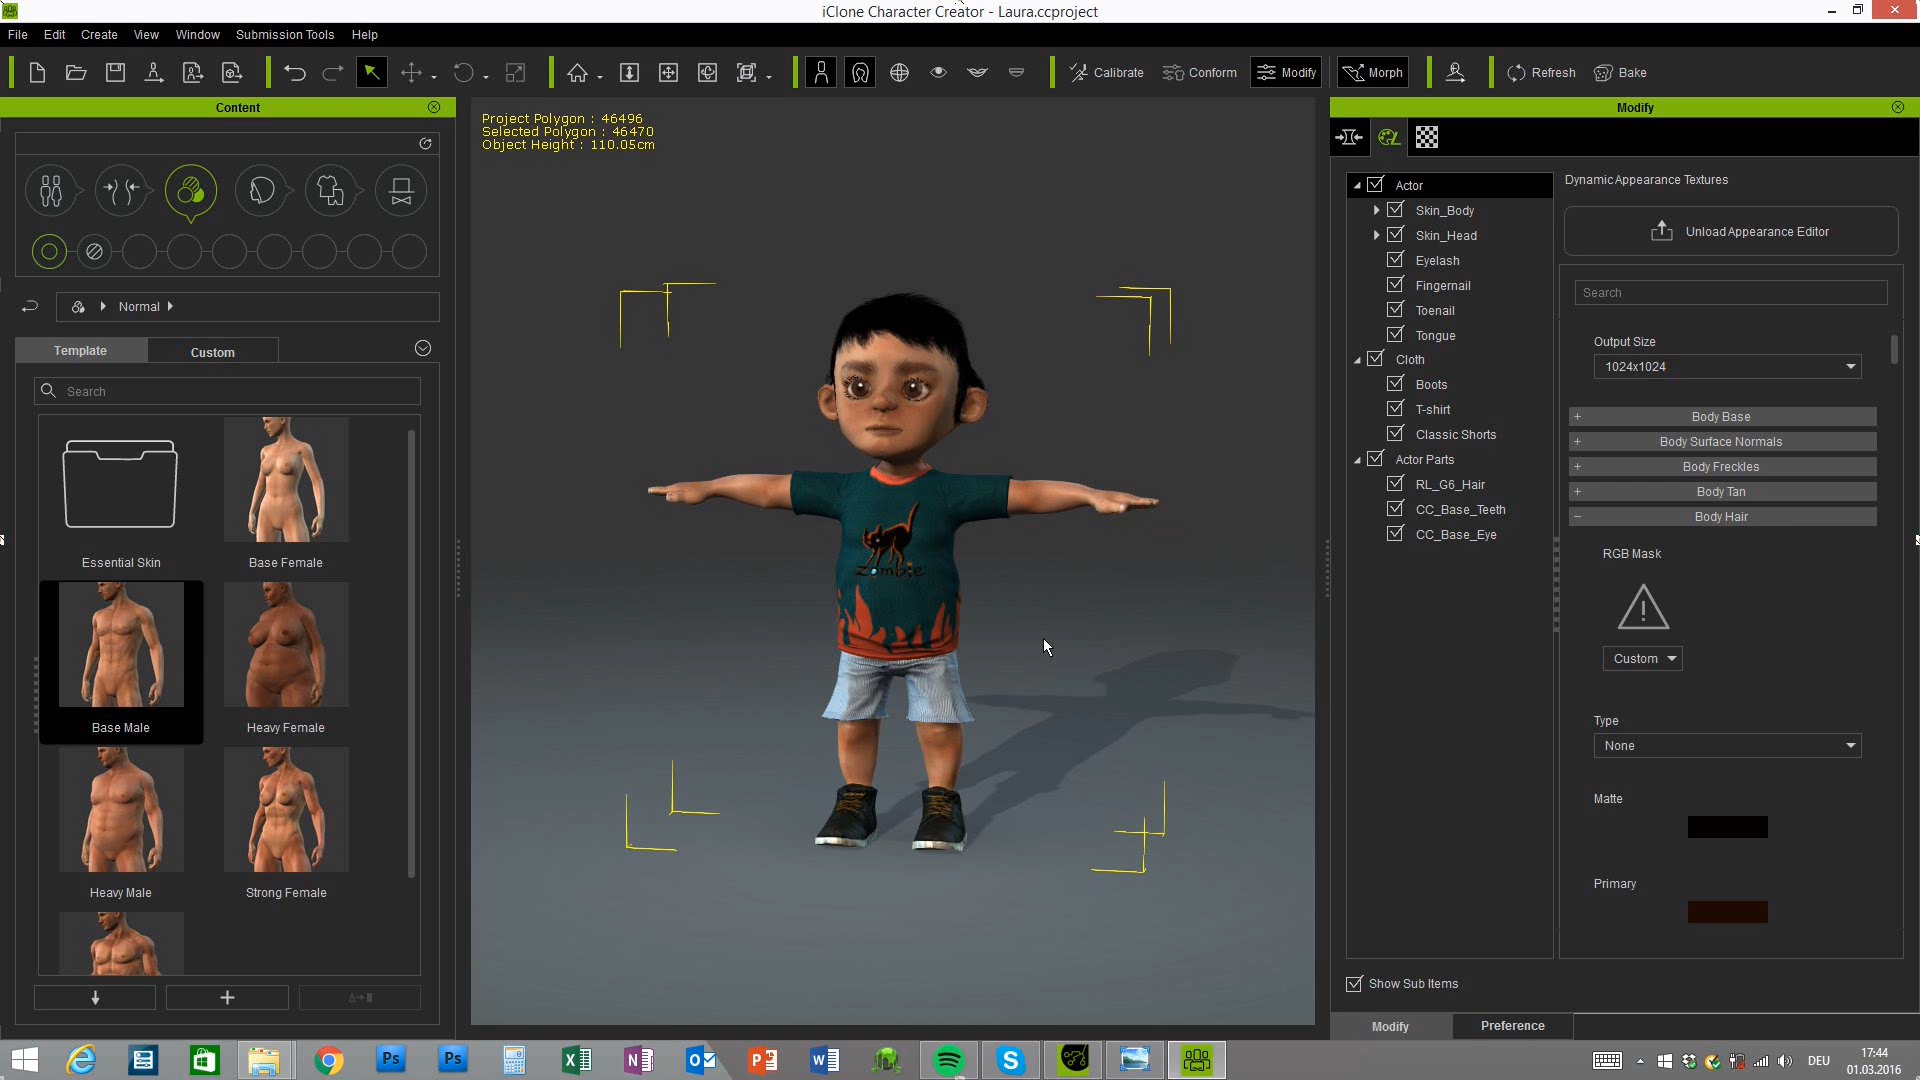 iClone Character Creator - Laura.ccproject
File Edit Create View Window Submission Tools Help
Calibrate Conform Modify Morph Refresh Bake
Content
Normal
Template Custom
Search
Essential Skin
Base Female
Base Male
Heavy Female
Heavy Male
Strong Female
Project Polygon : 46496
Selected Polygon : 46470
Object Height : 110.05cm
zombie
Modify
Actor
Skin_Body
Skin_Head
Eyelash
Fingernail
Toenail
Tongue
Cloth
Boots
T-shirt
Classic Shorts
Actor Parts
RL_G6_Hair
CC_Base_Teeth
CC_Base_Eye
Show Sub Items
Dynamic Appearance Textures
Unload Appearance Editor
Search
Output Size
1024x1024
+ Body Base
+ Body Surface Normals
+ Body Freckles
+ Body Tan
− Body Hair
RGB Mask
Custom
Type
None
Matte
Primary
Modify Preference
Ps Ps
DEU
17:44
01.03.2016